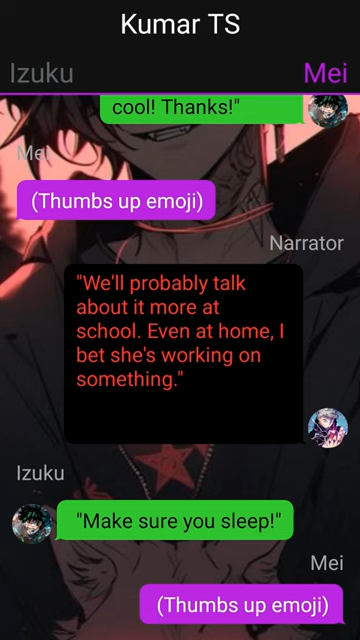 Kumar TS
Izuku
Mei
cool! Thanks!"
Mei
(Thumbs up emoji)
Narrator
"We'll probably talk
about it more at
school. Even at home, I
bet she's working on
something."
Izuku
"Make sure you sleep!"
Mei
(Thumbs up emoji)